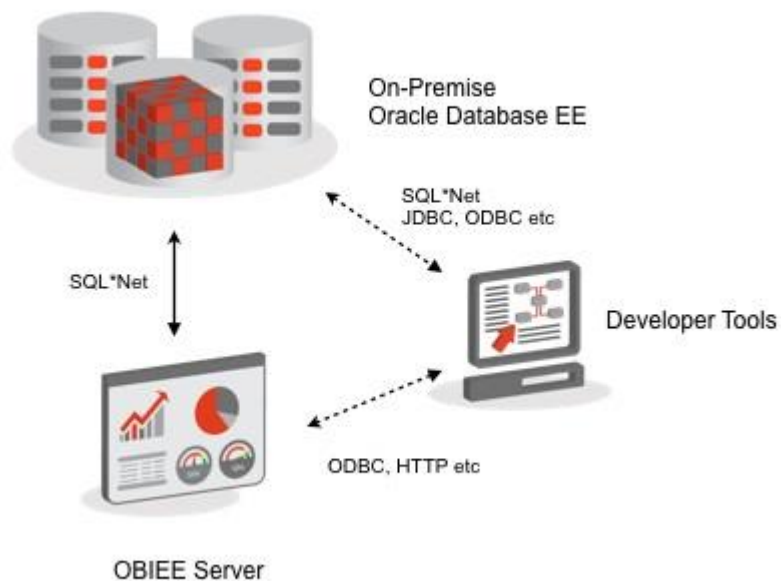 On-Premise
Oracle Database EE
SQL*Net
JDBC, ODBC etc
SQL*Net
Developer Tools
ODBC, HTTP etc
OBIEE Server